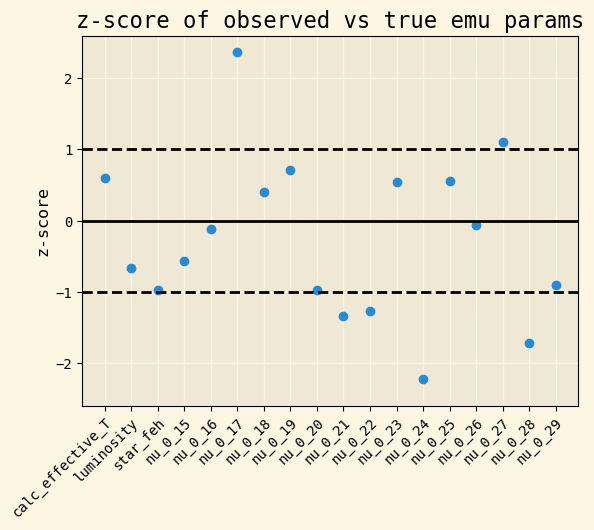 z-score of observed vs true emu params
z-score
2
1
0
−1
−2
calc_effective_T
luminosity
star_feh
nu_0_15
nu_0_16
nu_0_17
nu_0_18
nu_0_19
nu_0_20
nu_0_21
nu_0_22
nu_0_23
nu_0_24
nu_0_25
nu_0_26
nu_0_27
nu_0_28
nu_0_29